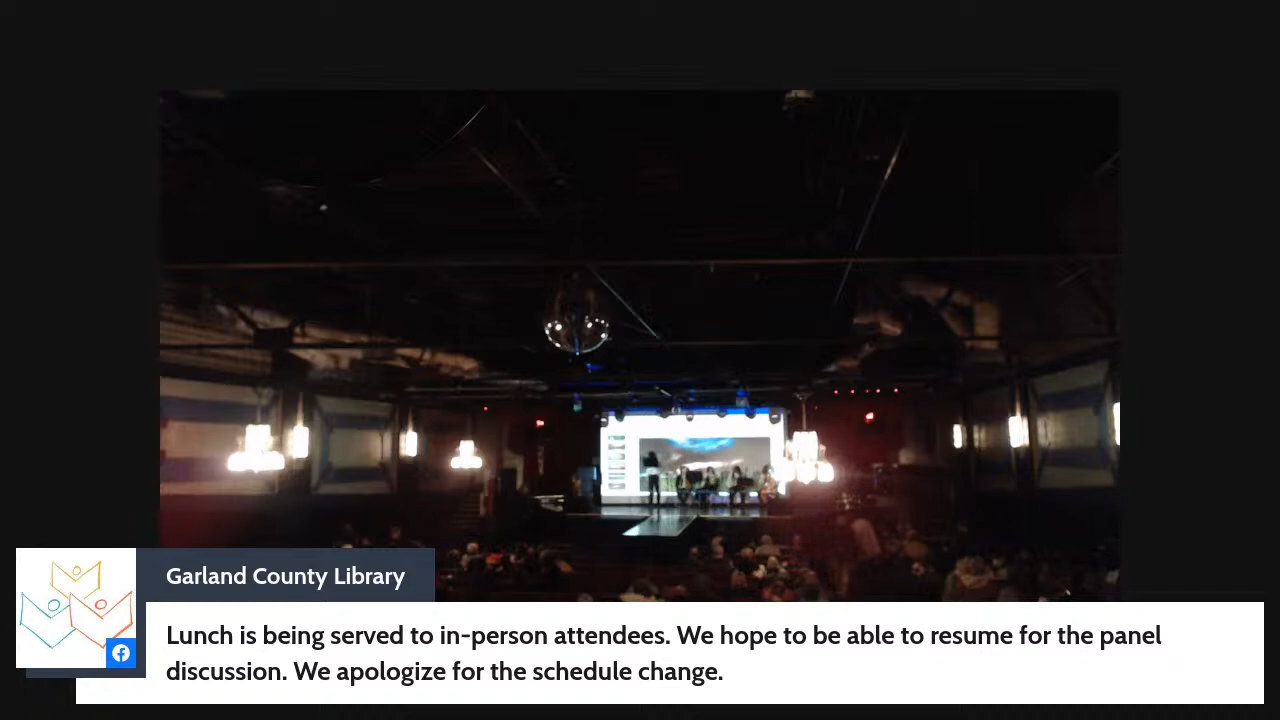 Garland County Library
Lunch is being served to in-person attendees. We hope to be able to resume for the panel
discussion. We apologize for the schedule change.